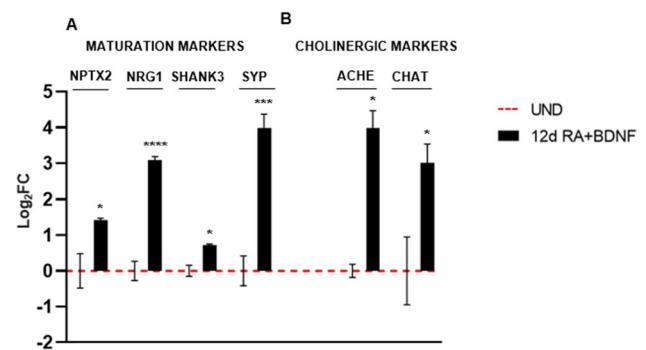 A
B
MATURATION MARKERS
CHOLINERGIC MARKERS
NPTX2 NRG1 SHANK3 SYP
ACHE CHAT
* **** * *** * *
5
4
3
2
1
0
-1
-2
Log₂FC
UND
12d RA+BDNF